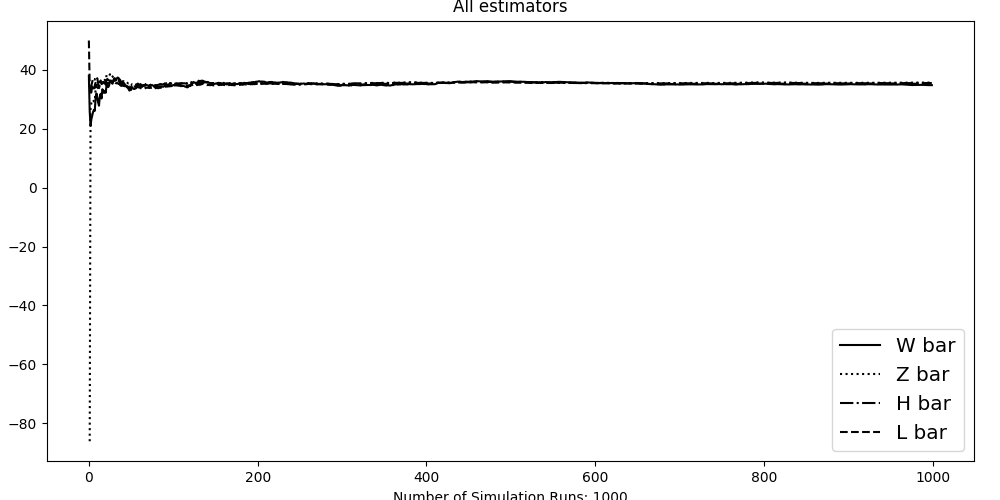 All estimators
40
20
0
−20
−40
−60
−80
W bar
Z bar
H bar
L bar
0 200 400 600 800 1000
Number of Simulation Runs: 1000